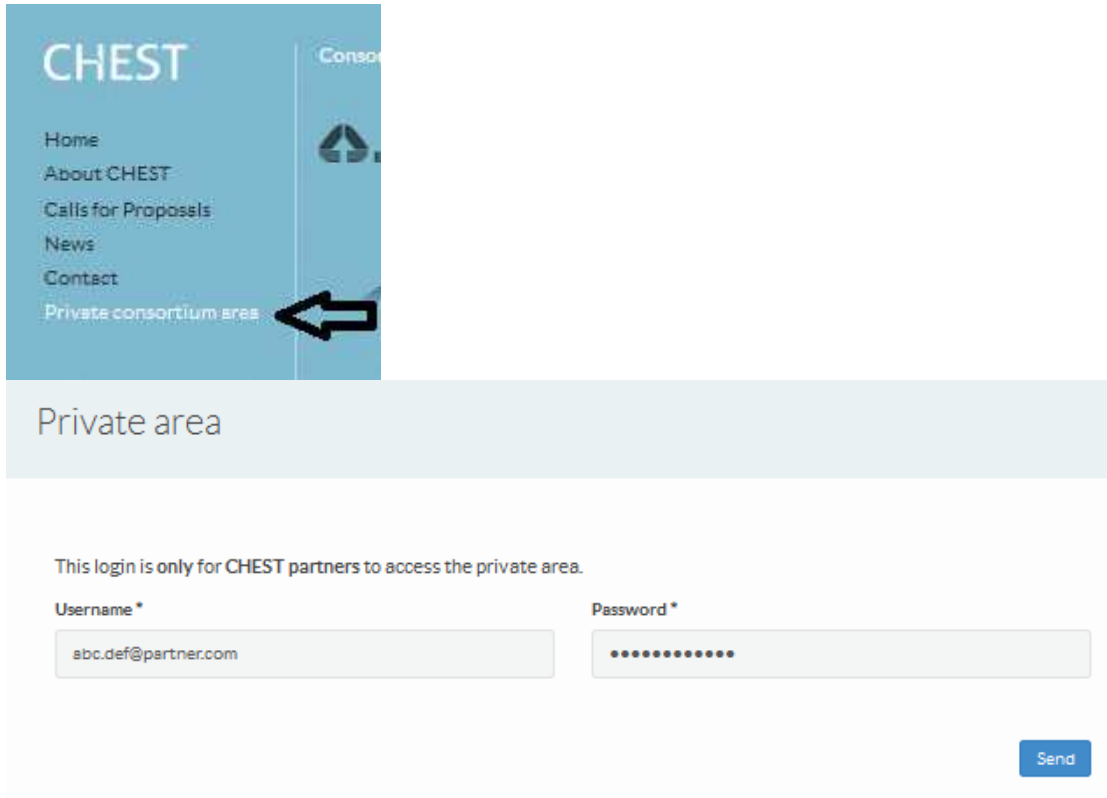 CHEST
Home
About CHEST
Calls for Proposals
News
Contact
Private consortium area
Private area
This login is only for CHEST partners to access the private area.
Username * Password *
abc.def@partner.com ••••••••••••
Send